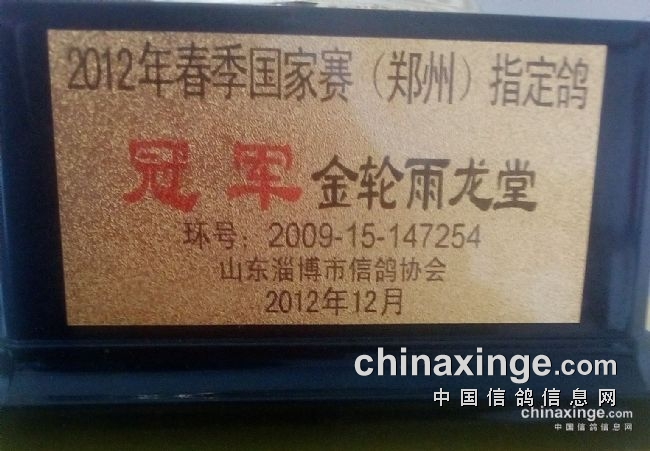 2012年春季国家赛（郑州）指定鸽
冠军 金轮雨龙堂
环号：2009-15-147254
山东淄博市信鸽协会
2012年12月
chinaxinge.com
中国信鸽信息网
chinaxinge.com
中国信鸽信息网